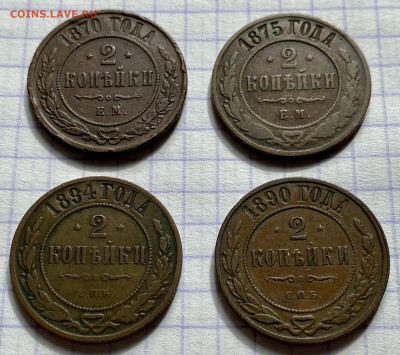 COINS.LAVE.RU
1870 ГОДА
2
КОПѢЙКИ
Е.М.
1875 ГОДА
2
КОПѢЙКИ
Е.М.
1894 ГОДА
2
КОПѢЙКИ
С.П.Б.
1890 ГОДА
2
КОПѢЙКИ
С.П.Б.